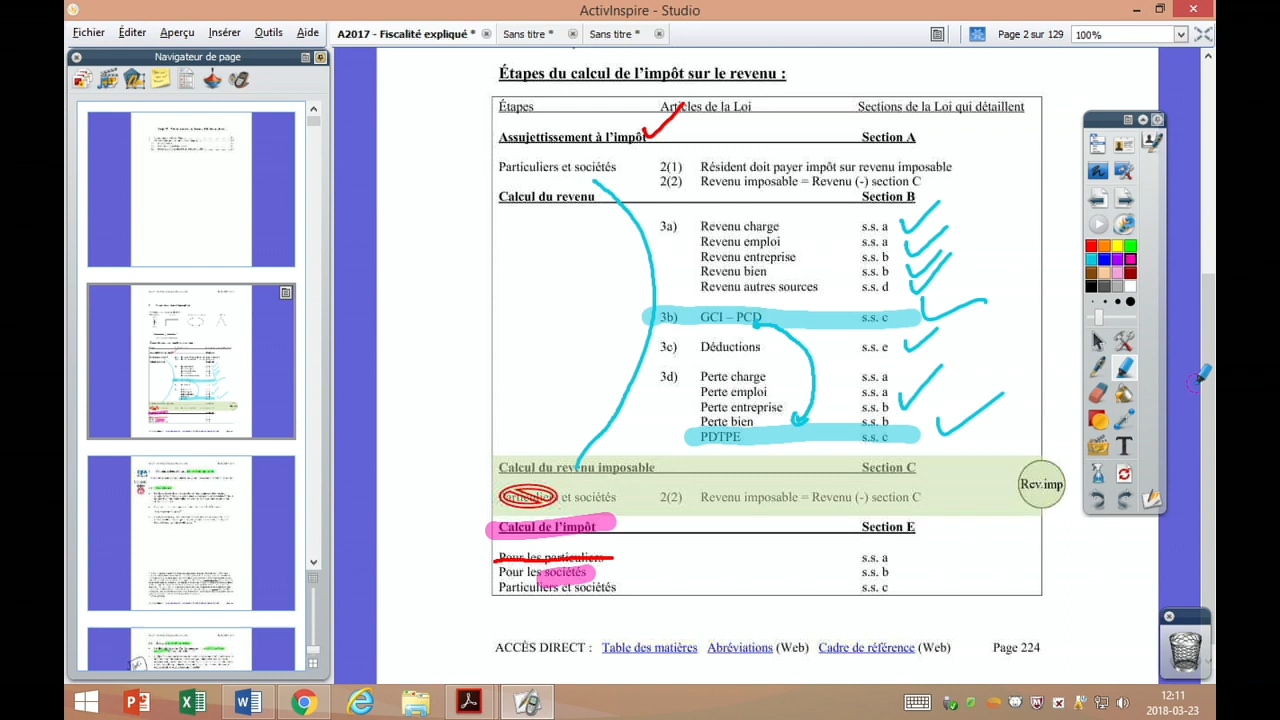 ActivInspire - Studio
Fichier Éditer Aperçu Insérer Outils Aide
A2017 - Fiscalité expliqué * Sans titre * Sans titre *
Page 2 sur 129 100%
Navigateur de page
Étapes du calcul de l'impôt sur le revenu :
Étapes Articles de la Loi Sections de la Loi qui détaillent
Assujettissement à l'impôt Section A
Particuliers et sociétés 2(1) Résident doit payer impôt sur revenu imposable
2(2) Revenu imposable = Revenu (-) section C
Calcul du revenu Section B
3a) Revenu charge s.s. a
Revenu emploi s.s. a
Revenu entreprise s.s. b
Revenu bien s.s. b
Revenu autres sources s.s. d
3b) GCI – PCD s.s. c
3c) Déductions s.s. e
3d) Perte charge s.s. a
Perte emploi s.s. a
Perte entreprise s.s. b
Perte bien s.s. b
PDTPE s.s. c
Calcul du revenu imposable Section C
Particuliers et sociétés 2(2) Revenu imposable = Revenu (-) section C
Rev.imp
Calcul de l'impôt Section E
Pour les particuliers s.s. a
Pour les sociétés s.s. b
Particuliers et sociétés s.s. c
ACCÈS DIRECT : Table des matières Abréviations (Web) Cadre de référence (Web) Page 224
12:11
2018-03-23